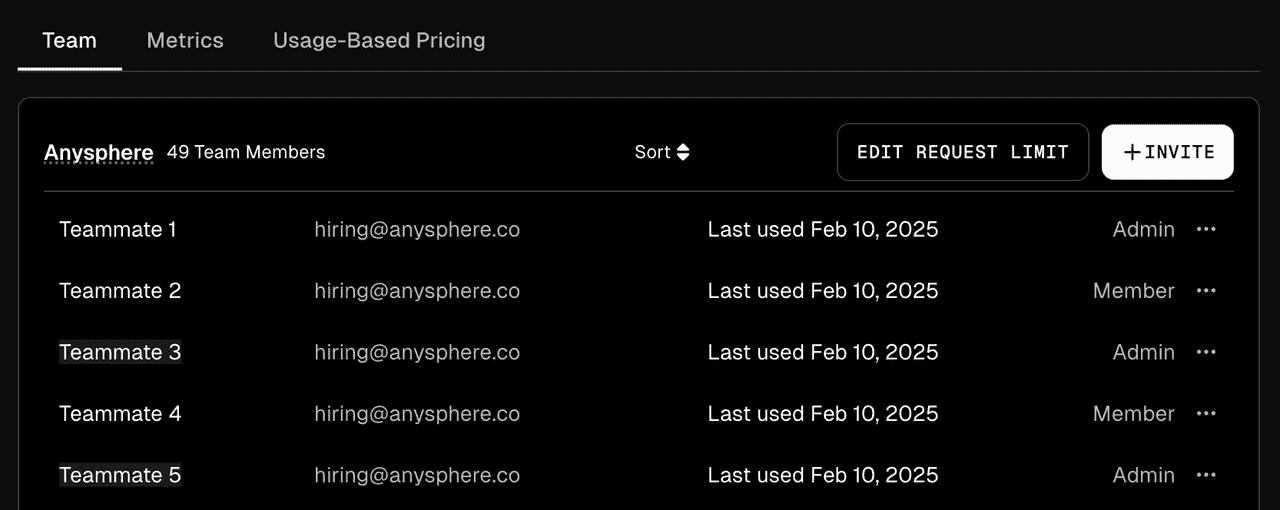 Team Metrics Usage-Based Pricing
Anysphere 49 Team Members Sort EDIT REQUEST LIMIT +INVITE
Teammate 1 hiring@anysphere.co Last used Feb 10, 2025 Admin ···
Teammate 2 hiring@anysphere.co Last used Feb 10, 2025 Member ···
Teammate 3 hiring@anysphere.co Last used Feb 10, 2025 Admin ···
Teammate 4 hiring@anysphere.co Last used Feb 10, 2025 Member ···
Teammate 5 hiring@anysphere.co Last used Feb 10, 2025 Admin ···